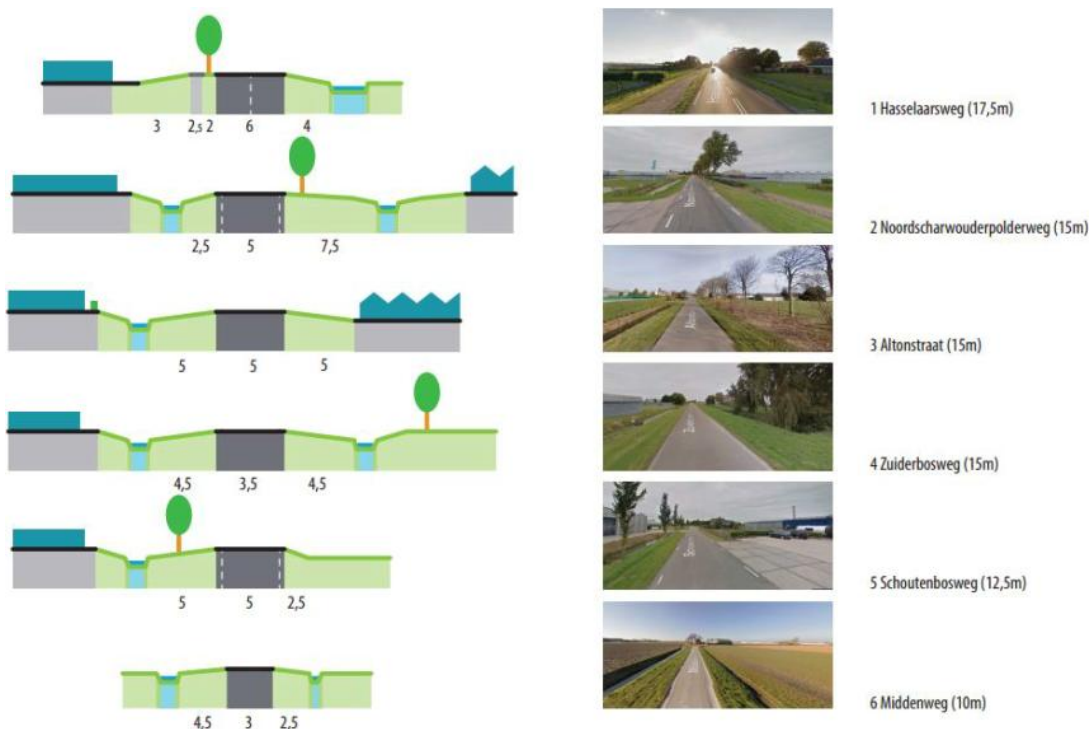 3 2,5 2 6 4
1 Hasselaarsweg (17,5m)
2,5 5 7,5
2 Noordscharwouderpolderweg (15m)
5 5 5
3 Altonstraat (15m)
4,5 3,5 4,5
4 Zuiderbosweg (15m)
5 5 2,5
5 Schoutenbosweg (12,5m)
4,5 3 2,5
6 Middenweg (10m)